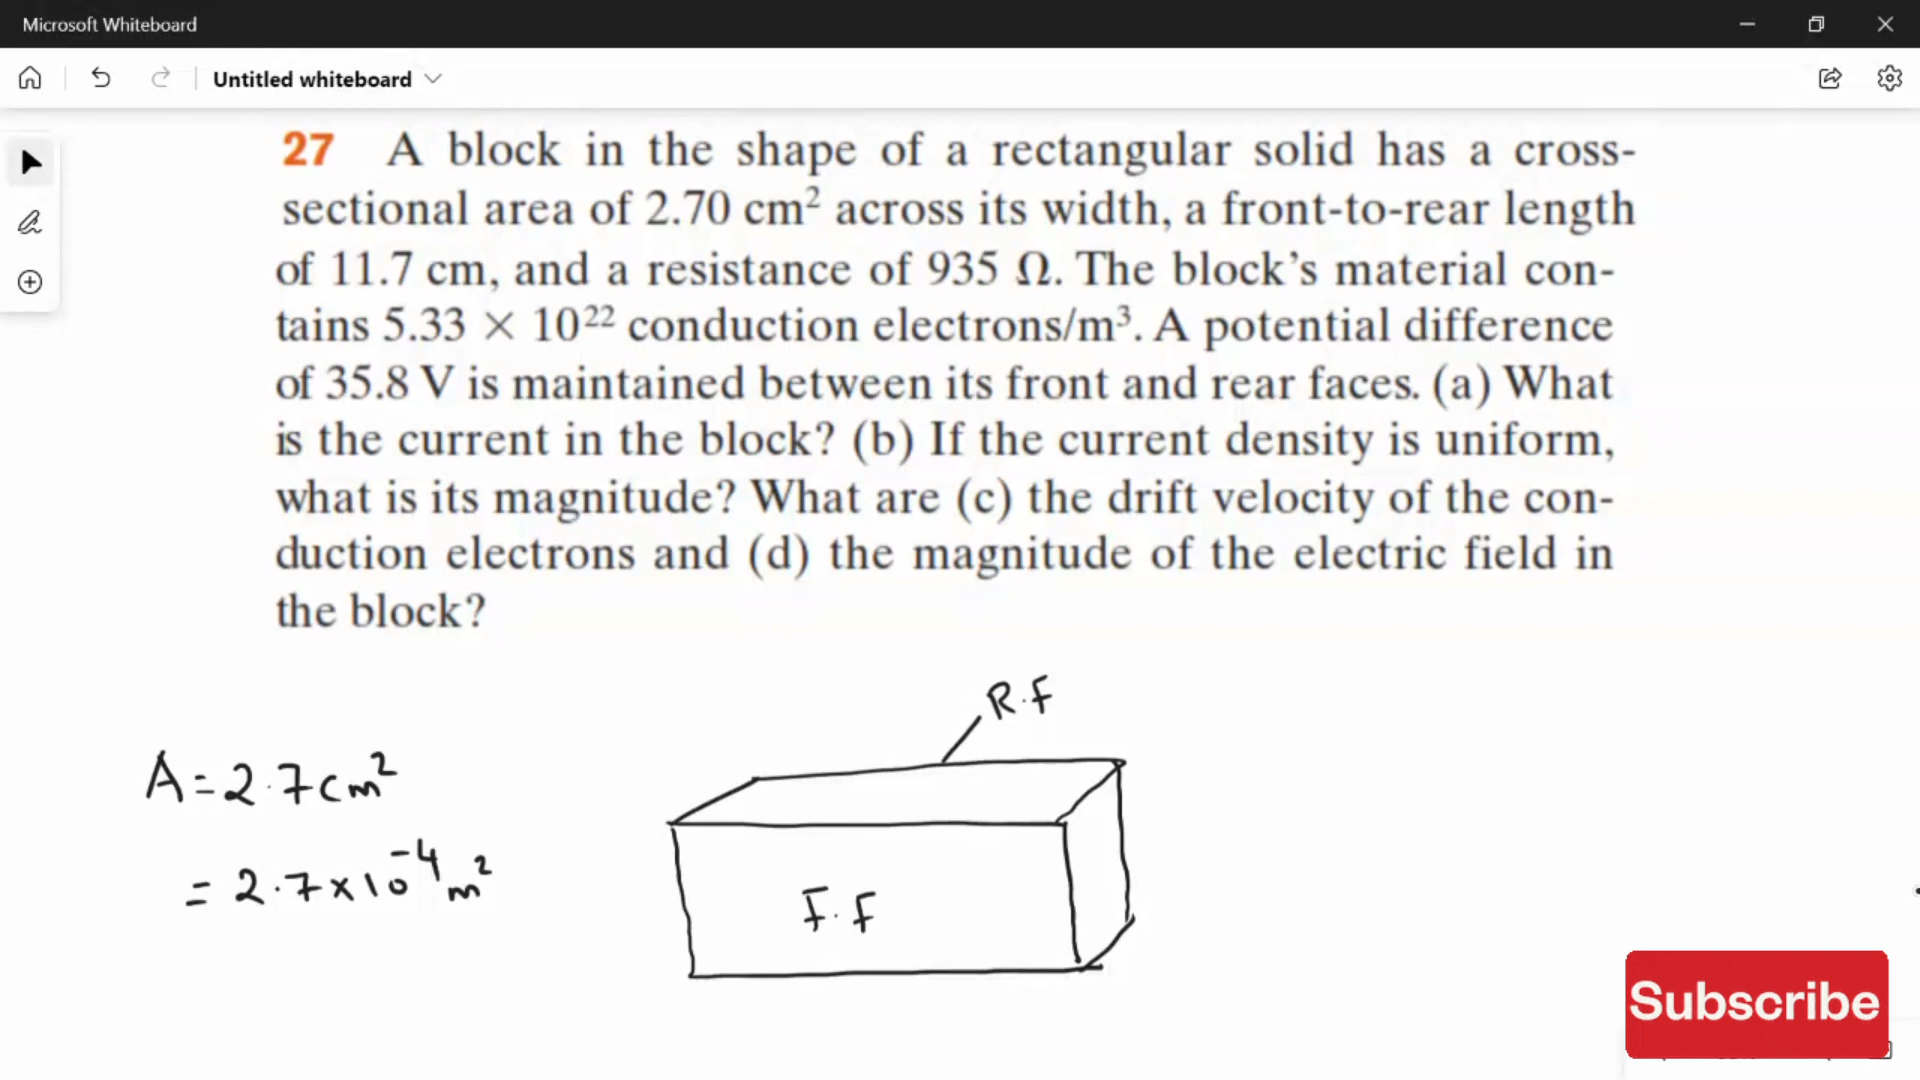 Microsoft Whiteboard
Untitled whiteboard
27 A block in the shape of a rectangular solid has a cross-
sectional area of 2.70 cm² across its width, a front-to-rear length
of 11.7 cm, and a resistance of 935 Ω. The block's material con-
tains 5.33 × 10²² conduction electrons/m³. A potential difference
of 35.8 V is maintained between its front and rear faces. (a) What
is the current in the block? (b) If the current density is uniform,
what is its magnitude? What are (c) the drift velocity of the con-
duction electrons and (d) the magnitude of the electric field in
the block?
R.F
A = 2.7 cm²
= 2.7 × 10⁻⁴ m²
F.F
Subscribe